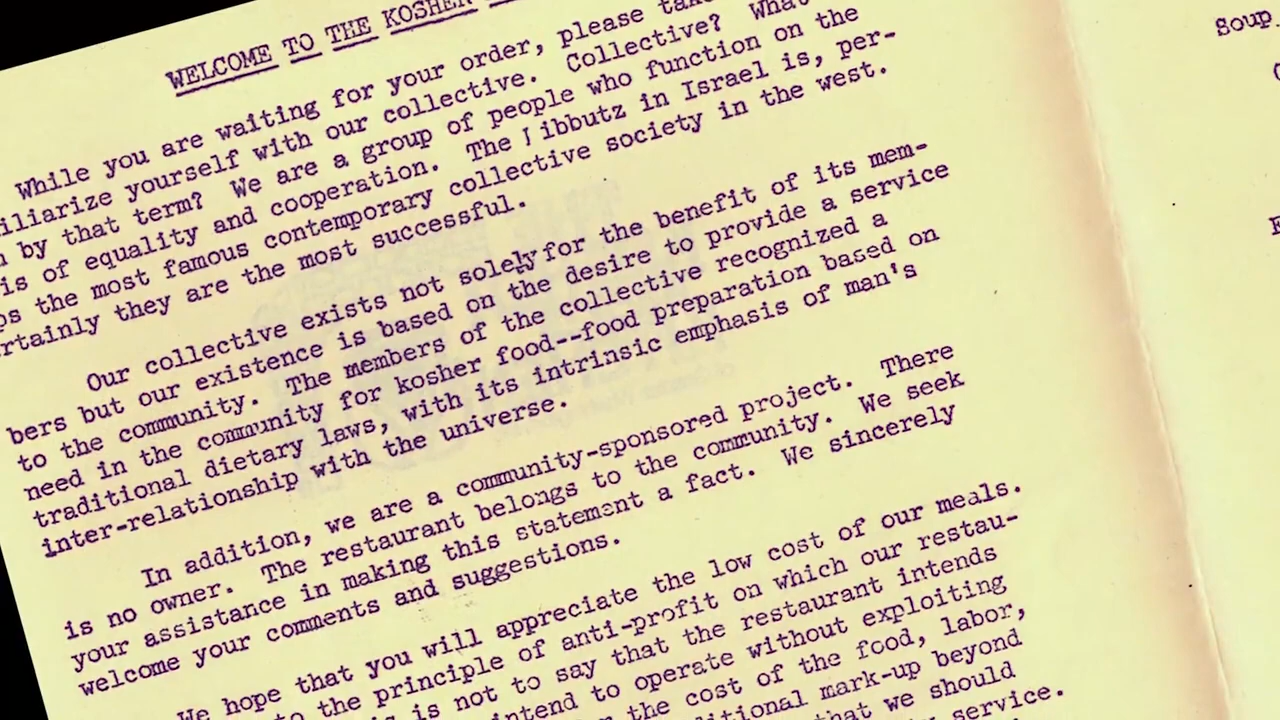 WELCOME TO THE KOSHER
While you are waiting for your order, please
iliarize yourself with our collective. Collective? What
by that term? We are a group of people who function on the
is of equality and cooperation. The ibbutz in Israel is, per-
ps the most famous contemporary collective society in the west.
rtainly they are the most successful.
Our collective exists not solely for the benefit of its mem-
bers but our existence is based on the desire to provide a service
to the community. The members of the collective recognized a
need in the community for kosher food--food preparation based on
traditional dietary laws, with its intrinsic emphasis of man's
inter-relationship with the universe.
In addition, we are a community-sponsored project. There
is no owner. The restaurant belongs to the community. We seek
your assistance in making this statement a fact. We sincerely
welcome your comments and suggestions.
We hope that you will appreciate the low cost of our meals.
to the principle of anti-profit on which our restau-
is not to say that the restaurant intends
intend to operate without exploiting
the cost of the food, labor,
ditional mark-up beyond
that we should
service.
Soup